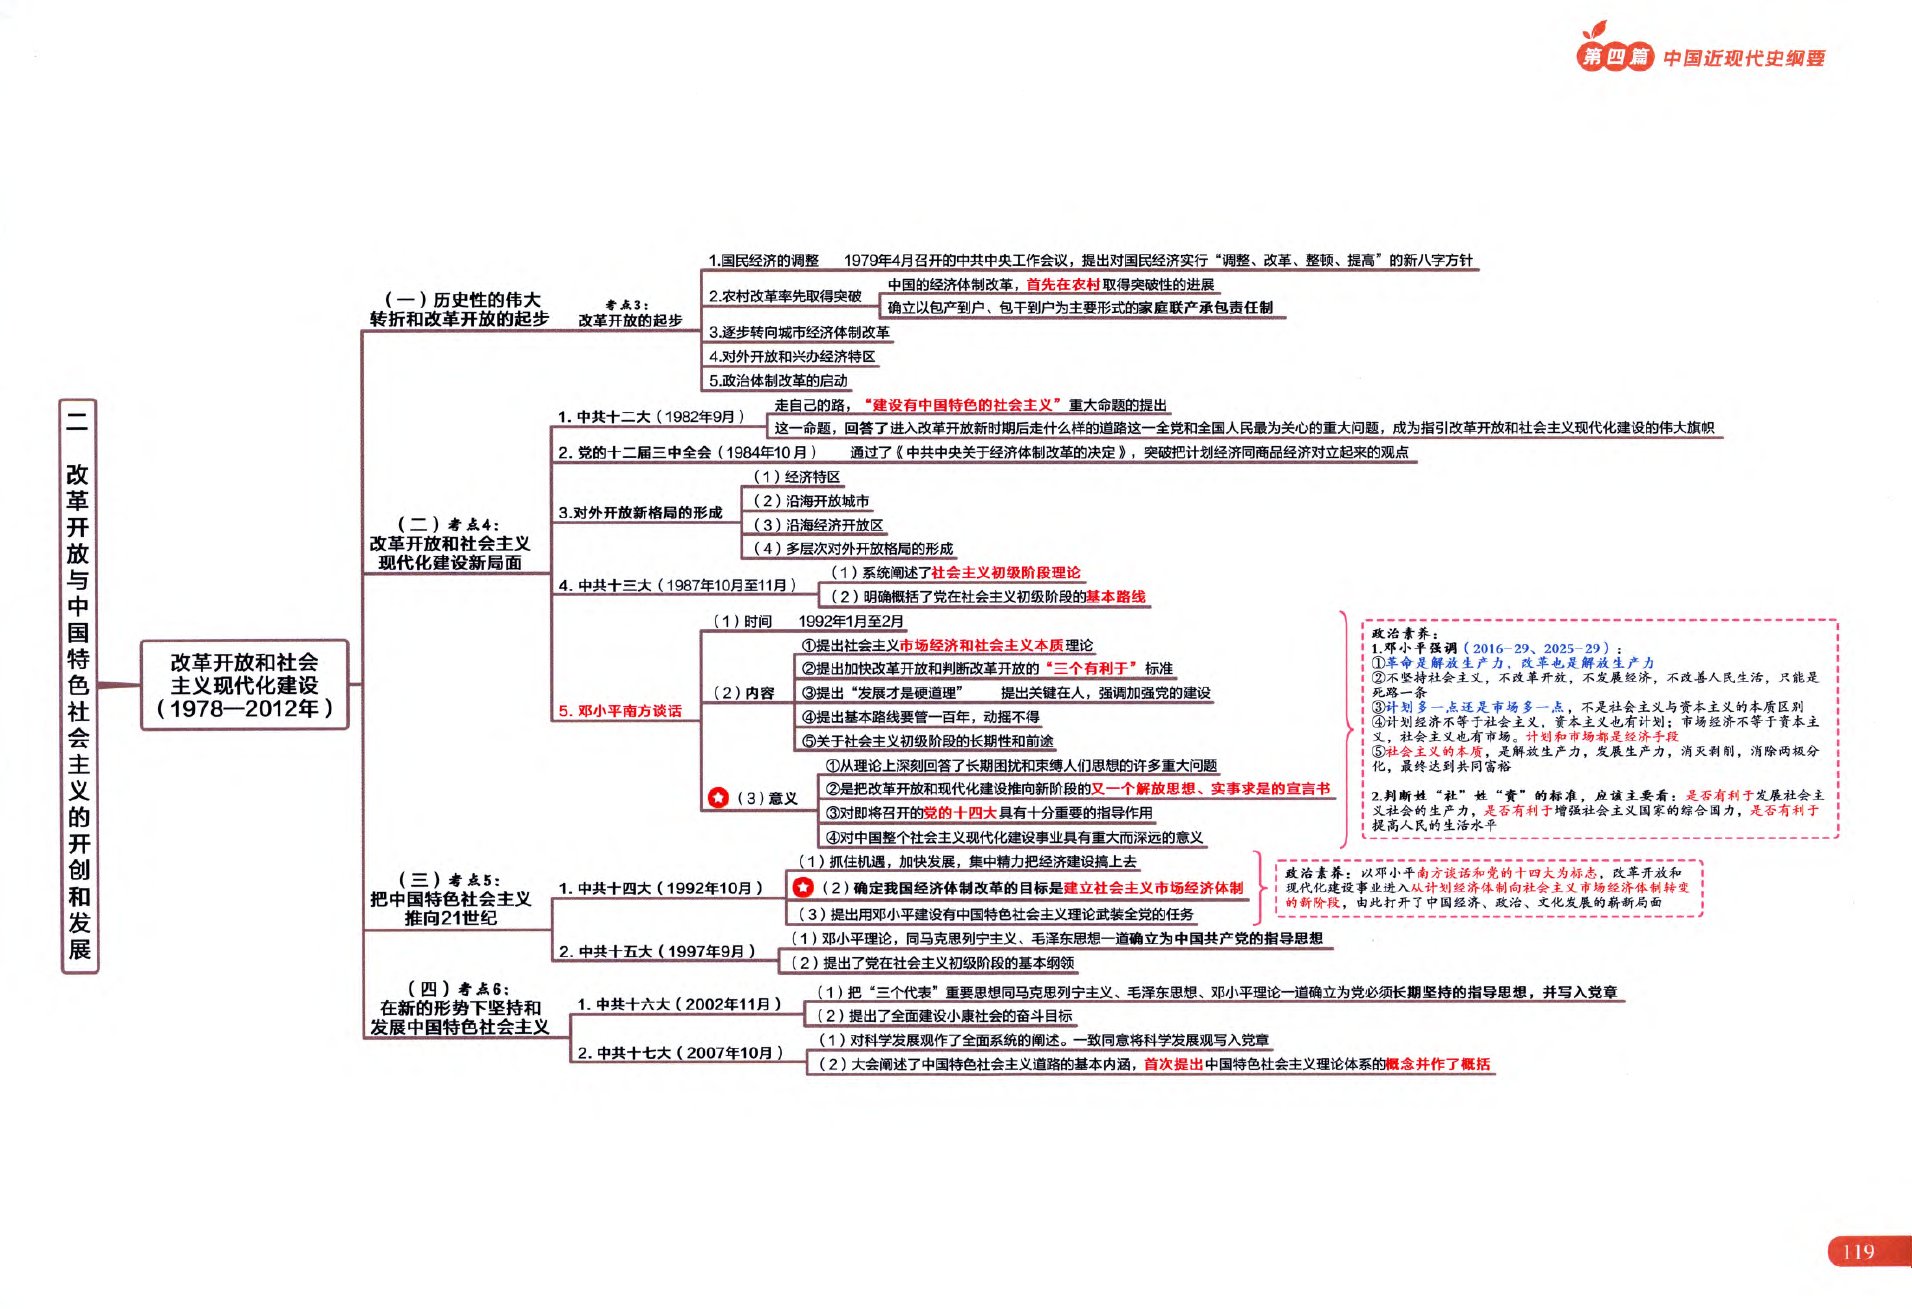 第四篇 中国近现代史纲要
二 改革开放与中国特色社会主义的开创和发展
改革开放和社会
主义现代化建设
(1978—2012年)
(一)历史性的伟大
转折和改革开放的起步
考点3:
改革开放的起步
1.国民经济的调整 1979年4月召开的中共中央工作会议，提出对国民经济实行“调整、改革、整顿、提高”的新八字方针
2.农村改革率先取得突破
中国的经济体制改革，首先在农村取得突破性的进展
确立以包产到户、包干到户为主要形式的家庭联产承包责任制
3.逐步转向城市经济体制改革
4.对外开放和兴办经济特区
5.政治体制改革的启动
(二)考点4:
改革开放和社会主义
现代化建设新局面
1. 中共十二大(1982年9月)
走自己的路，“建设有中国特色的社会主义”重大命题的提出
这一命题，回答了进入改革开放新时期后走什么样的道路这一全党和全国人民最为关心的重大问题，成为指引改革开放和社会主义现代化建设的伟大旗帜
2. 党的十二届三中全会(1984年10月) 通过了《中共中央关于经济体制改革的决定》，突破把计划经济同商品经济对立起来的观点
3.对外开放新格局的形成
(1)经济特区
(2)沿海开放城市
(3)沿海经济开放区
(4)多层次对外开放格局的形成
4. 中共十三大(1987年10月至11月)
(1)系统阐述了社会主义初级阶段理论
(2)明确概括了党在社会主义初级阶段的基本路线
5. 邓小平南方谈话
(1)时间 1992年1月至2月
(2)内容
①提出社会主义市场经济和社会主义本质理论
②提出加快改革开放和判断改革开放的“三个有利于”标准
③提出“发展才是硬道理” 提出关键在人，强调加强党的建设
④提出基本路线要管一百年，动摇不得
⑤关于社会主义初级阶段的长期性和前途
(3)意义
①从理论上深刻回答了长期困扰和束缚人们思想的许多重大问题
②是把改革开放和现代化建设推向新阶段的又一个解放思想、实事求是的宣言书
③对即将召开的党的十四大具有十分重要的指导作用
④对中国整个社会主义现代化建设事业具有重大而深远的意义
政治素养:
1.邓小平强调(2016-29、2025-29):
①革命是解放生产力，改革也是解放生产力
②不坚持社会主义，不改革开放，不发展经济，不改善人民生活，只能是
死路一条
③计划多一点还是市场多一点，不是社会主义与资本主义的本质区别
④计划经济不等于社会主义，资本主义也有计划；市场经济不等于资本主
义，社会主义也有市场。计划和市场都是经济手段
⑤社会主义的本质，是解放生产力，发展生产力，消灭剥削，消除两极分
化，最终达到共同富裕
2.判断姓“社”姓“资”的标准，应该主要看：是否有利于发展社会主
义社会的生产力，是否有利于增强社会主义国家的综合国力，是否有利于
提高人民的生活水平
(三)考点5:
把中国特色社会主义
推向21世纪
1. 中共十四大(1992年10月)
(1)抓住机遇，加快发展，集中精力把经济建设搞上去
(2)确定我国经济体制改革的目标是建立社会主义市场经济体制
(3)提出用邓小平建设有中国特色社会主义理论武装全党的任务
政治素养：以邓小平南方谈话和党的十四大为标志，改革开放和
现代化建设事业进入从计划经济体制向社会主义市场经济体制转变
的新阶段，由此打开了中国经济、政治、文化发展的崭新局面
2. 中共十五大(1997年9月)
(1)邓小平理论，同马克思列宁主义、毛泽东思想一道确立为中国共产党的指导思想
(2)提出了党在社会主义初级阶段的基本纲领
(四)考点6:
在新的形势下坚持和
发展中国特色社会主义
1. 中共十六大(2002年11月)
(1)把“三个代表”重要思想同马克思列宁主义、毛泽东思想、邓小平理论一道确立为党必须长期坚持的指导思想，并写入党章
(2)提出了全面建设小康社会的奋斗目标
2. 中共十七大(2007年10月)
(1)对科学发展观作了全面系统的阐述。一致同意将科学发展观写入党章
(2)大会阐述了中国特色社会主义道路的基本内涵，首次提出中国特色社会主义理论体系的概念并作了概括
119